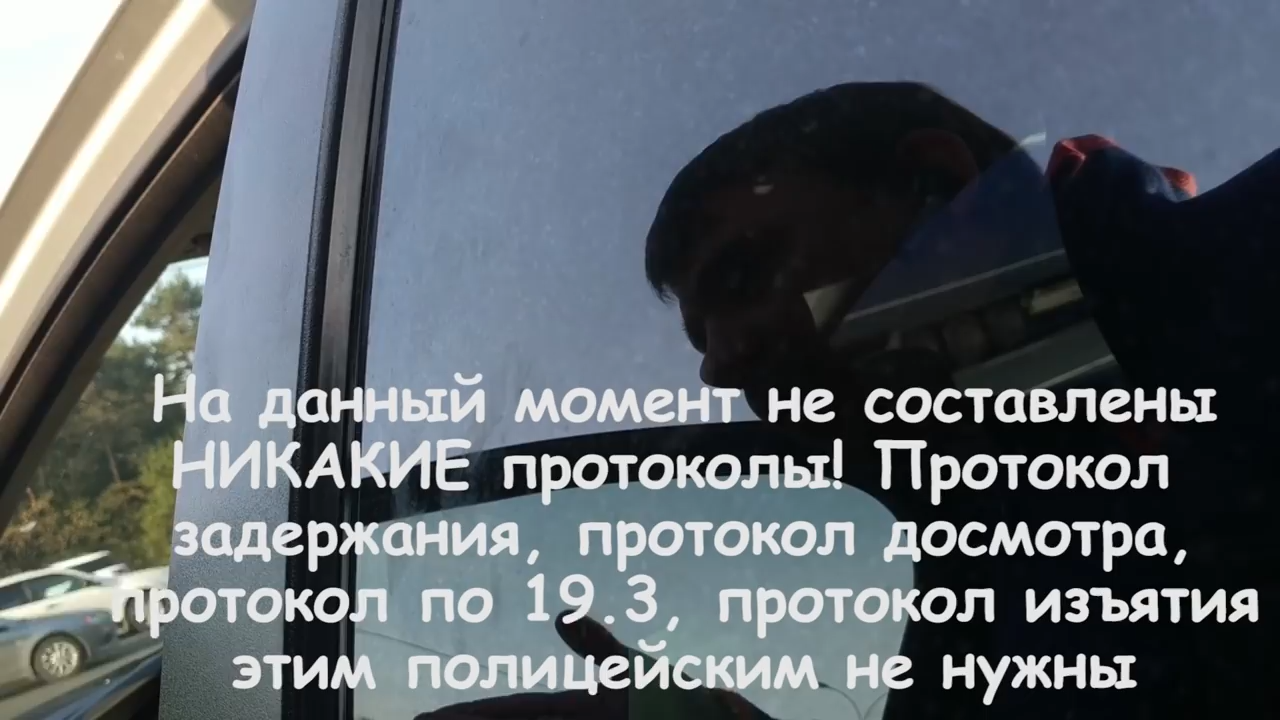 На данный момент не составлены
НИКАКИЕ протоколы! Протокол
задержания, протокол досмотра,
протокол по 19.3, протокол изъятия
этим полицейским не нужны